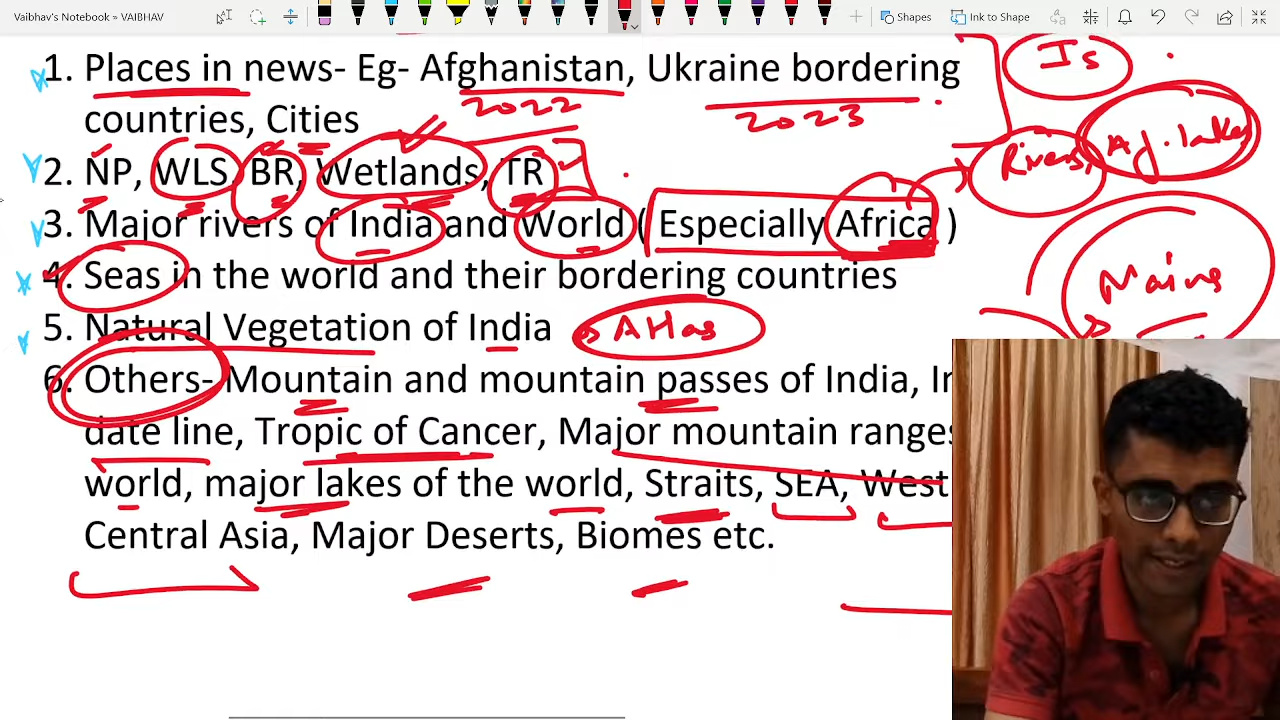 Vaibhav's Notebook » VAIBHAV
Shapes
Ink to Shape
1. Places in news- Eg- Afghanistan, Ukraine bordering
2022
2023
countries, Cities
2. NP, WLS, BR, Wetlands, TR
3. Major rivers of India and World ( Especially Africa )
4. Seas in the world and their bordering countries
5. Natural Vegetation of India
6. Others- Mountain and mountain passes of India, In
date line, Tropic of Cancer, Major mountain ranges
world, major lakes of the world, Straits, SEA, West
Central Asia, Major Deserts, Biomes etc.
Is
Rivers,
Af. lakes
Mains
Atlas